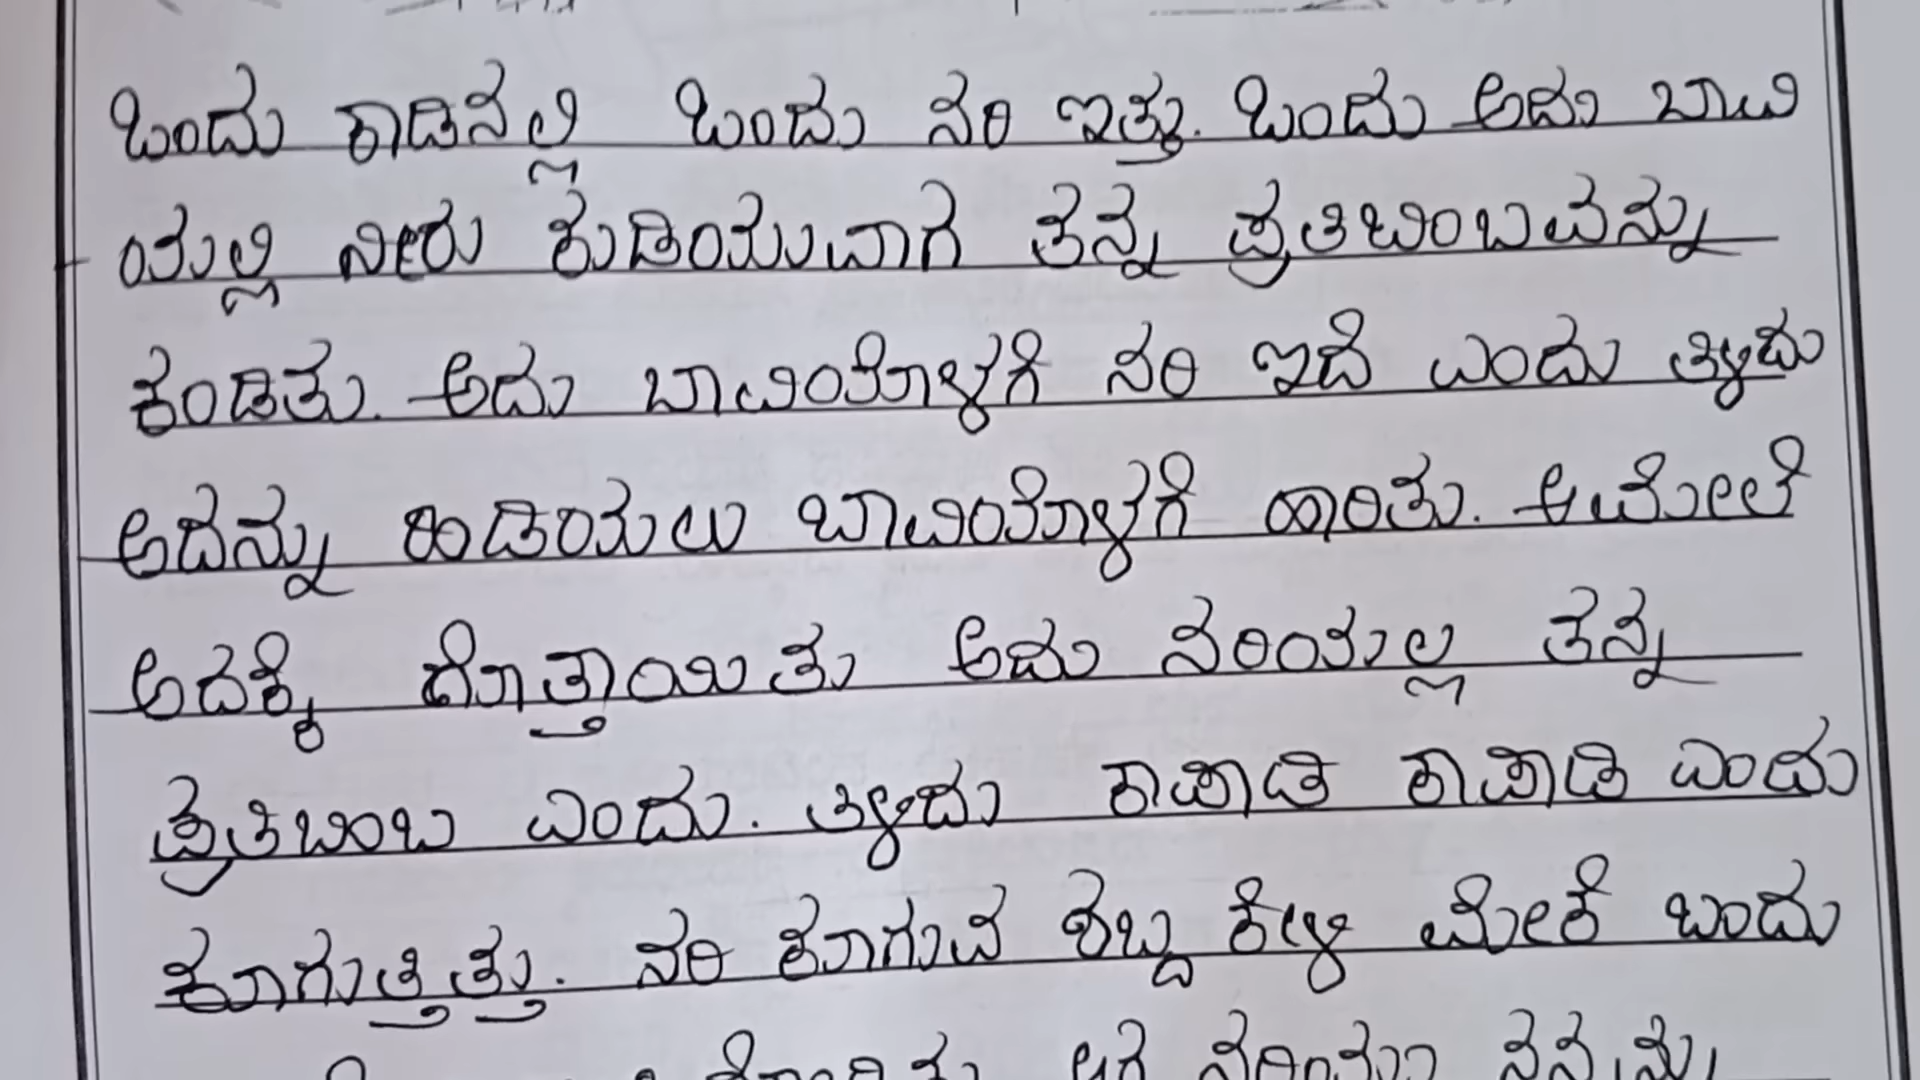 ಒಂದು ಕಾಡಿನಲ್ಲಿ ಒಂದು ನರಿ ಇತ್ತು. ಒಂದು ಅದು ಬಾವಿ
ಯಲ್ಲಿ ನೀರು ಕುಡಿಯುವಾಗ ತನ್ನ ಪ್ರತಿಬಿಂಬವನ್ನು
ಕಂಡಿತು. ಅದು ಬಾವಿಯೊಳಗೆ ನರಿ ಇದೆ ಎಂದು ತಿಳಿದು
ಅದನ್ನು ಹಿಡಿಯಲು ಬಾವಿಯೊಳಗೆ ಹಾರಿತು. ಆಮೇಲೆ
ಅದಕ್ಕೆ ಗೊತ್ತಾಯಿತು ಅದು ನರಿಯಲ್ಲ ತನ್ನ
ಪ್ರತಿಬಿಂಬ ಎಂದು. ತಿಳಿದು ಕಾಪಾಡಿ ಕಾಪಾಡಿ ಎಂದು
ಕೂಗುತ್ತಿತ್ತು. ನರಿ ಕೂಗುವ ಶಬ್ದ ಕೇಳಿ ಮೇಕೆ ಬಂದು